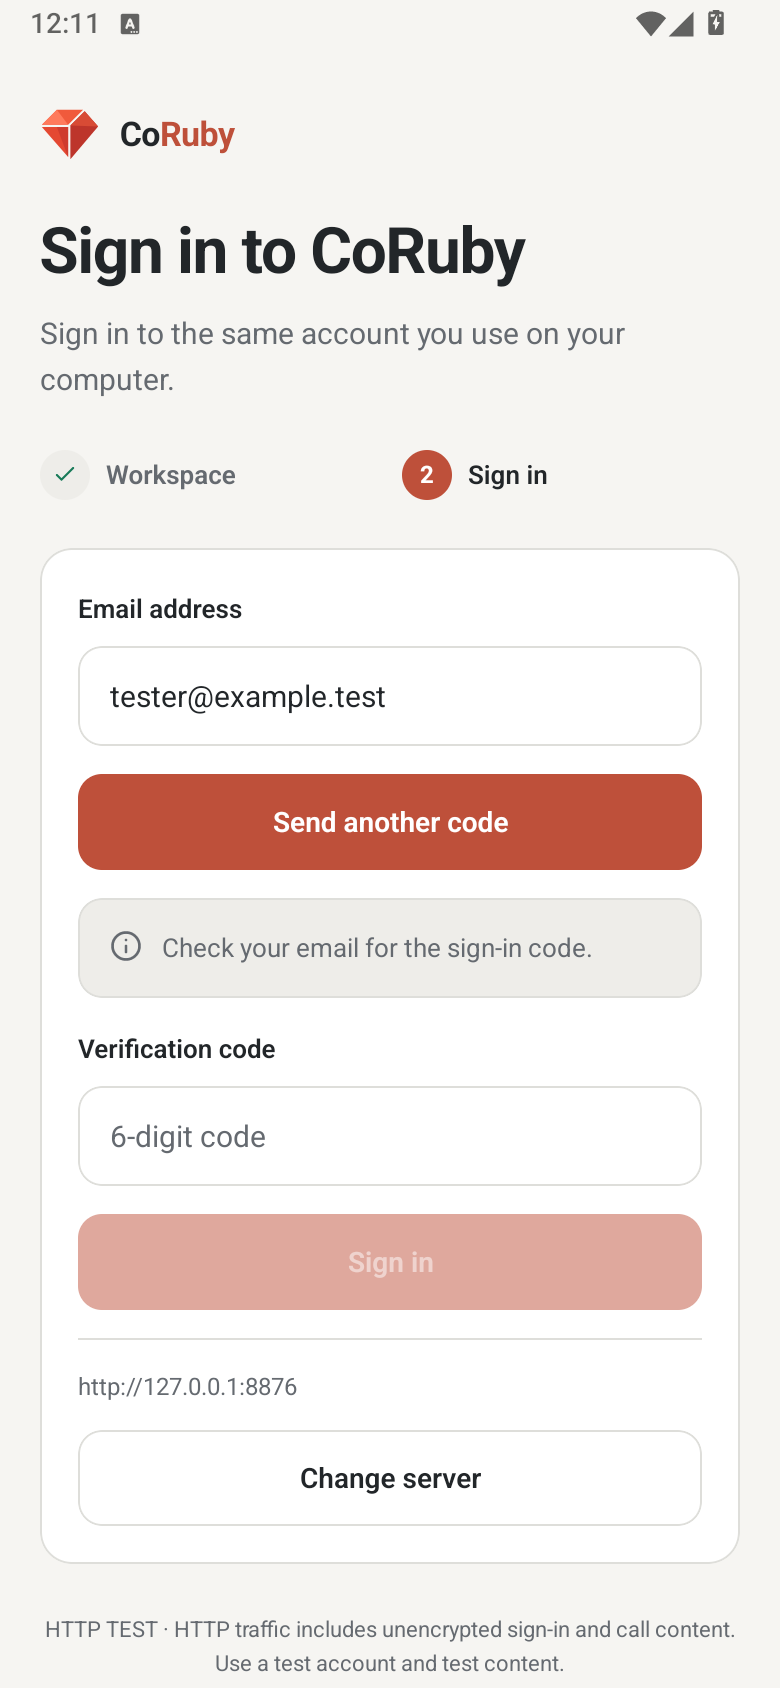 12:11
A
CoRuby
Sign in to CoRuby
Sign in to the same account you use on your
computer.
Workspace
2 Sign in
Email address
tester@example.test
Send another code
Check your email for the sign-in code.
Verification code
6-digit code
Sign in
http://127.0.0.1:8876
Change server
HTTP TEST · HTTP traffic includes unencrypted sign-in and call content.
Use a test account and test content.